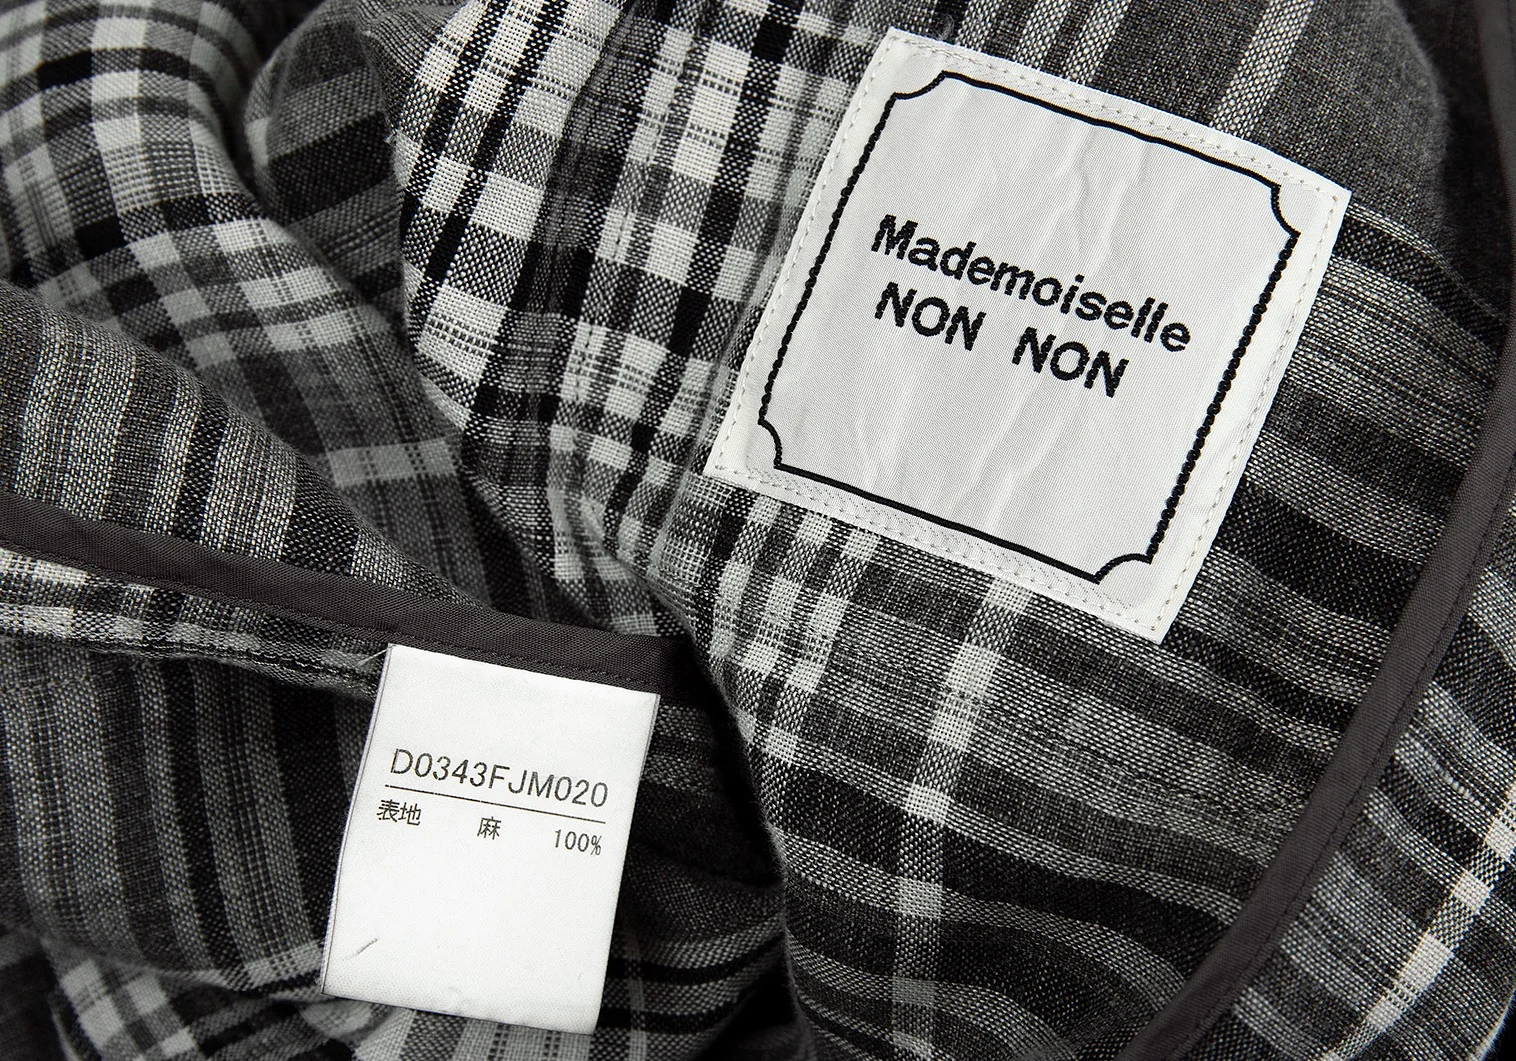 Mademoiselle
NON NON
D0343FJM020
表地 麻 100%